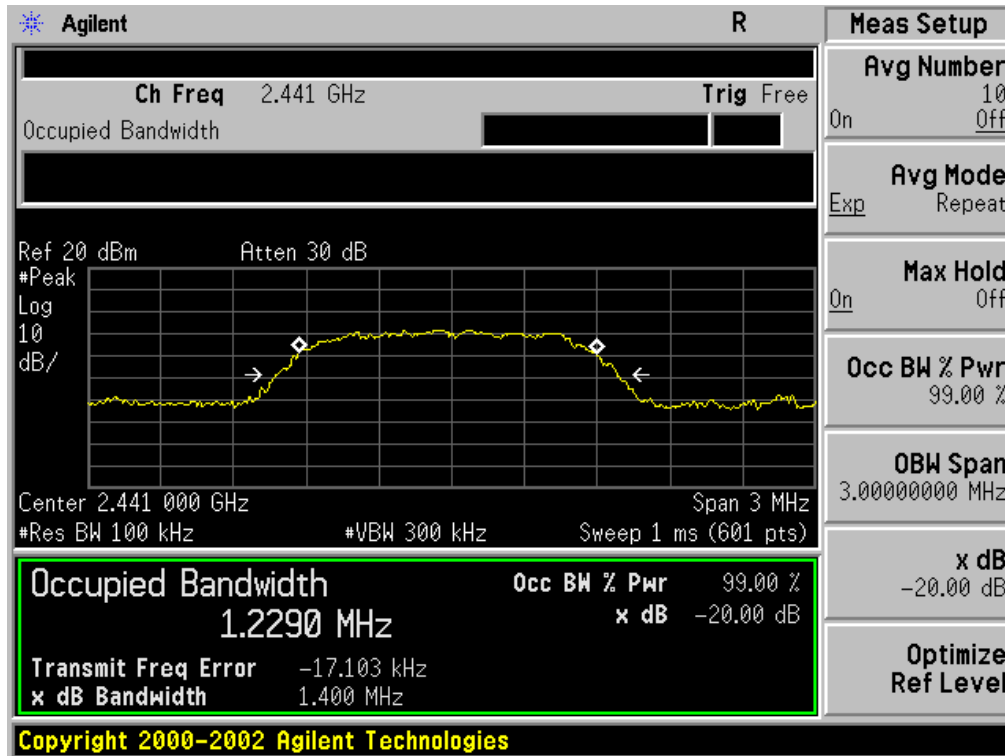 Agilent R
Ch Freq 2.441 GHz Trig Free
Occupied Bandwidth
Ref 20 dBm Atten 30 dB
#Peak
Log
10
dB/
Center 2.441 000 GHz Span 3 MHz
#Res BW 100 kHz #VBW 300 kHz Sweep 1 ms (601 pts)
Occupied Bandwidth Occ BW % Pwr 99.00 %
1.2290 MHz x dB -20.00 dB
Transmit Freq Error -17.103 kHz
x dB Bandwidth 1.400 MHz
Copyright 2000-2002 Agilent Technologies
Meas Setup
Avg Number
10
On Off
Avg Mode
Exp Repeat
Max Hold
On Off
Occ BW % Pwr
99.00 %
OBW Span
3.00000000 MHz
x dB
-20.00 dB
Optimize
Ref Level